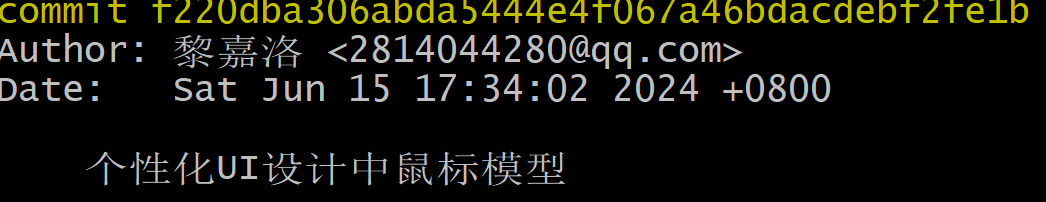 commit f220dba306abda5444e4f067a46bdacdebf2fe1b
Author: 黎嘉洛 <2814044280@qq.com>
Date:   Sat Jun 15 17:34:02 2024 +0800
个性化UI设计中鼠标模型